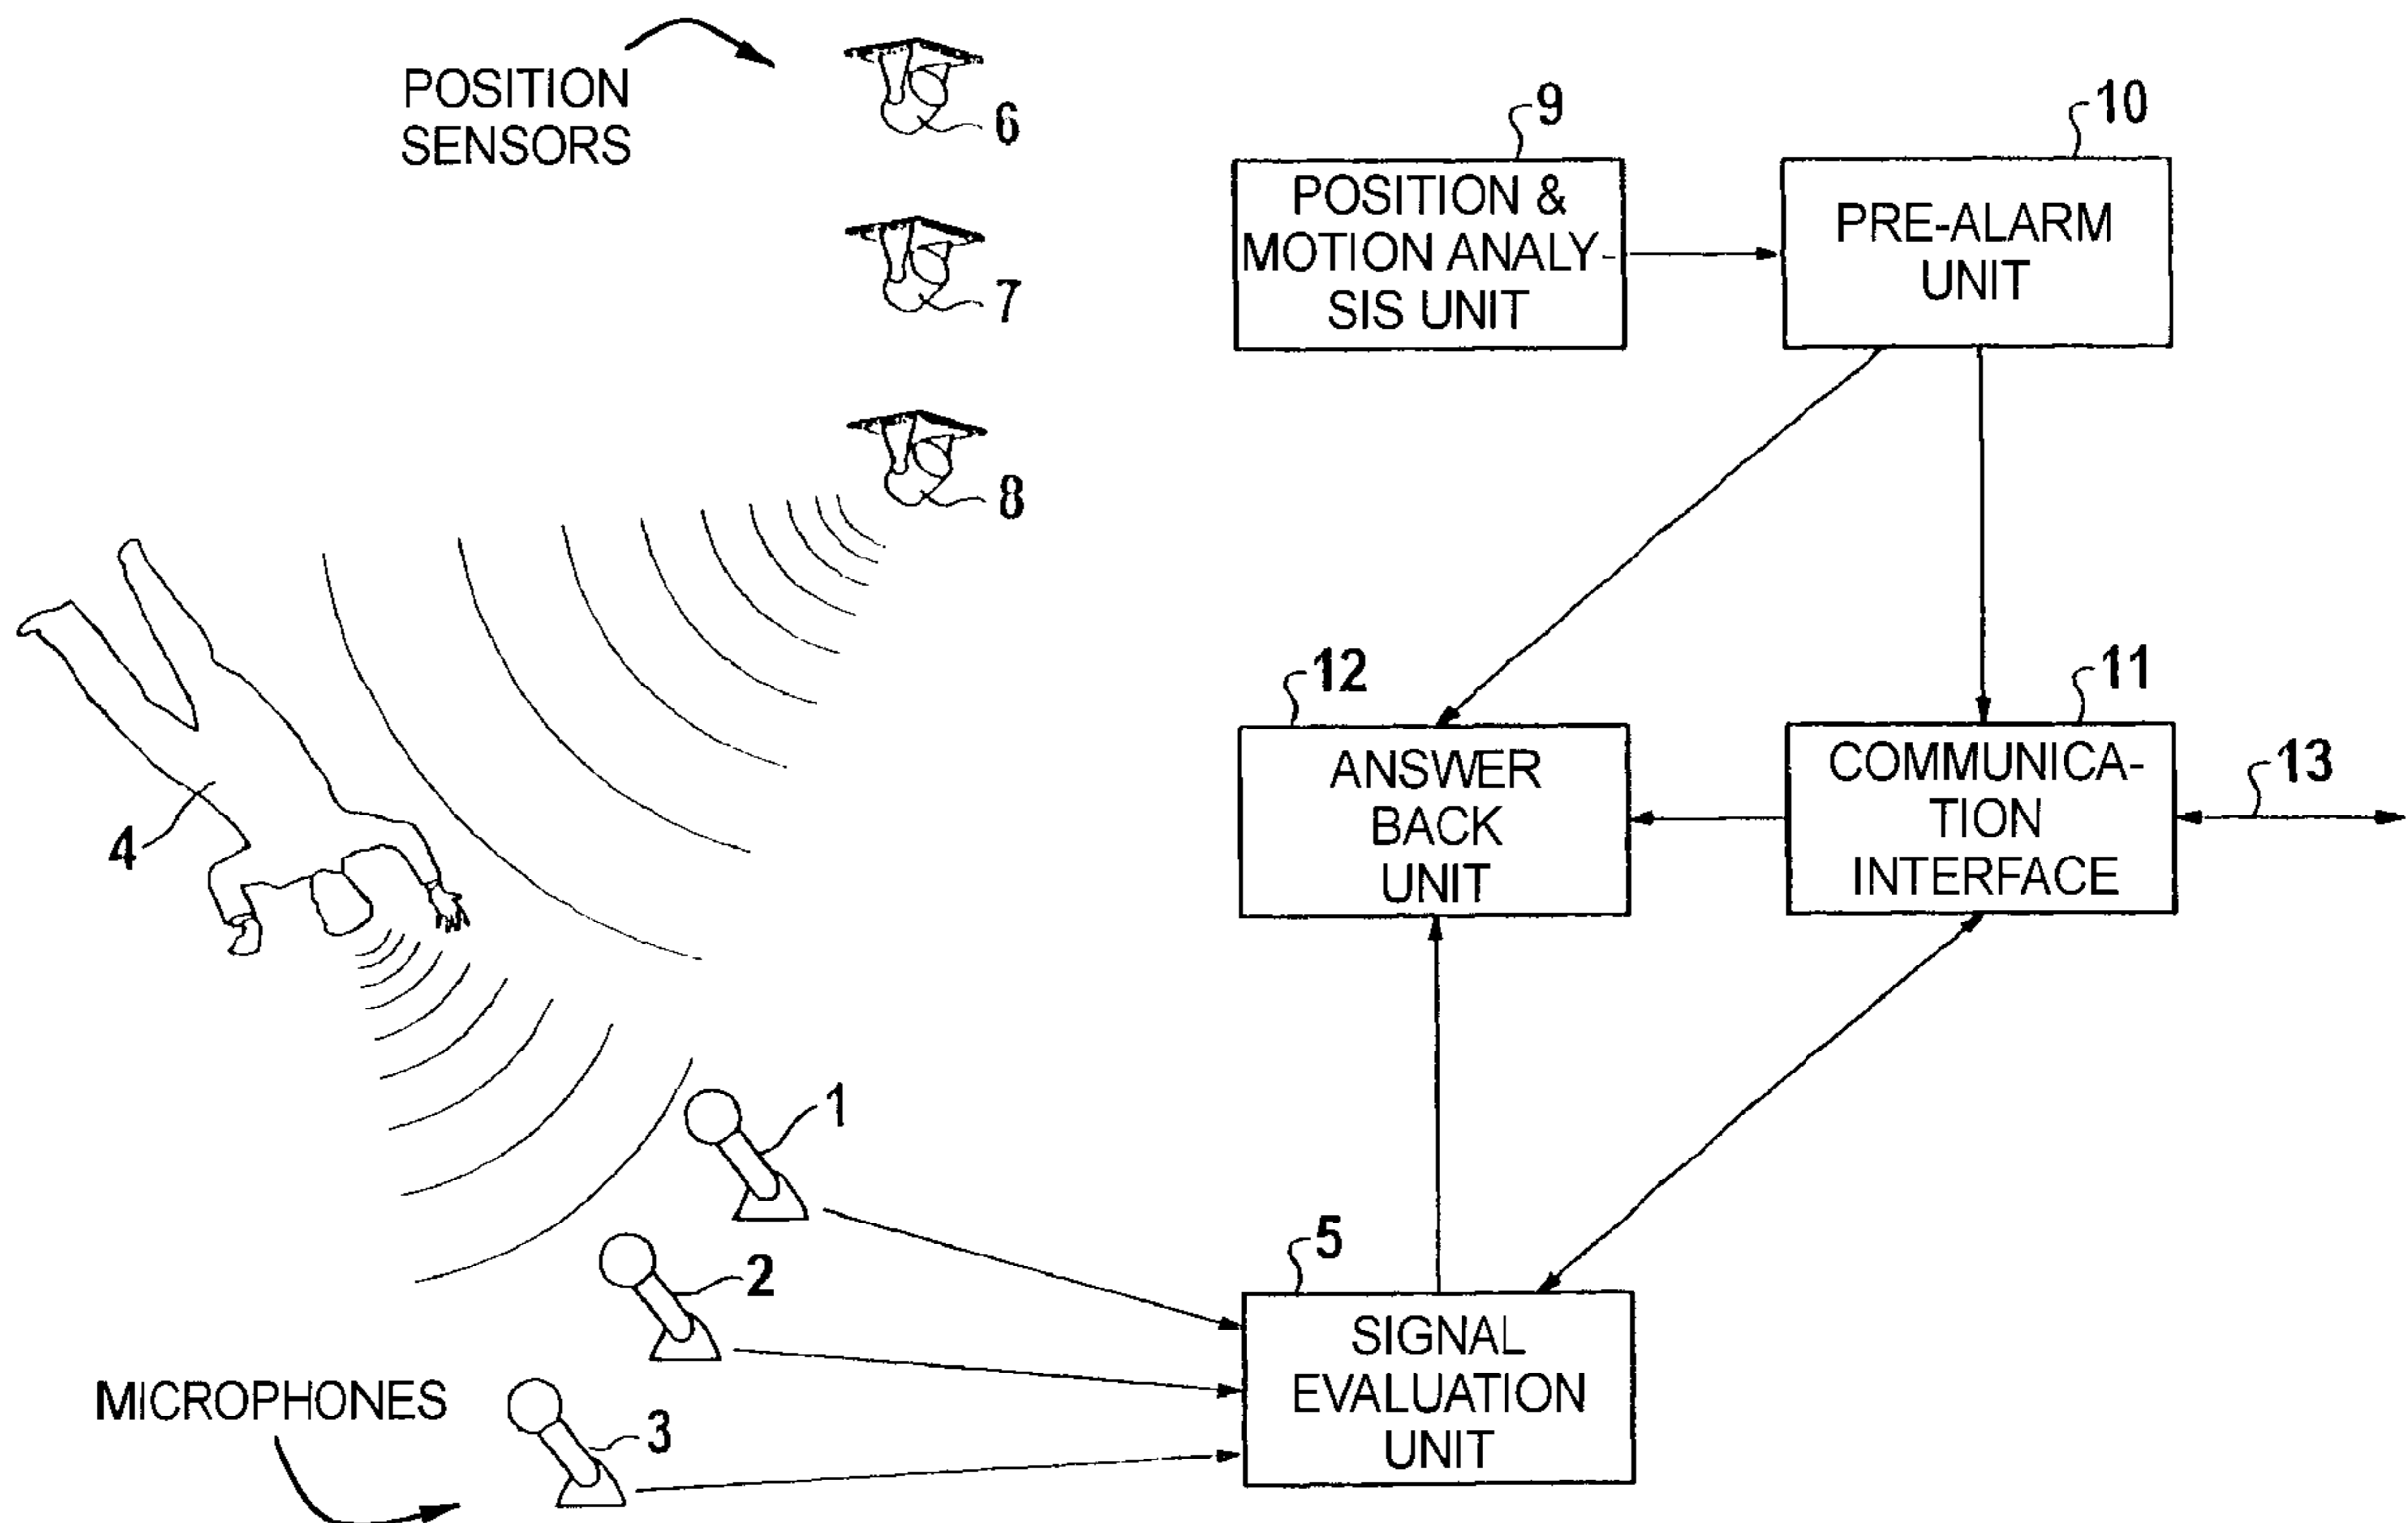 POSITION
SENSORS
6
7
8
9
POSITION &
MOTION ANALY-
SIS UNIT
10
PRE-ALARM
UNIT
12
ANSWER
BACK
UNIT
11
COMMUNICA-
TION
INTERFACE
13
4
1
2
3
MICROPHONES
5
SIGNAL
EVALUATION
UNIT